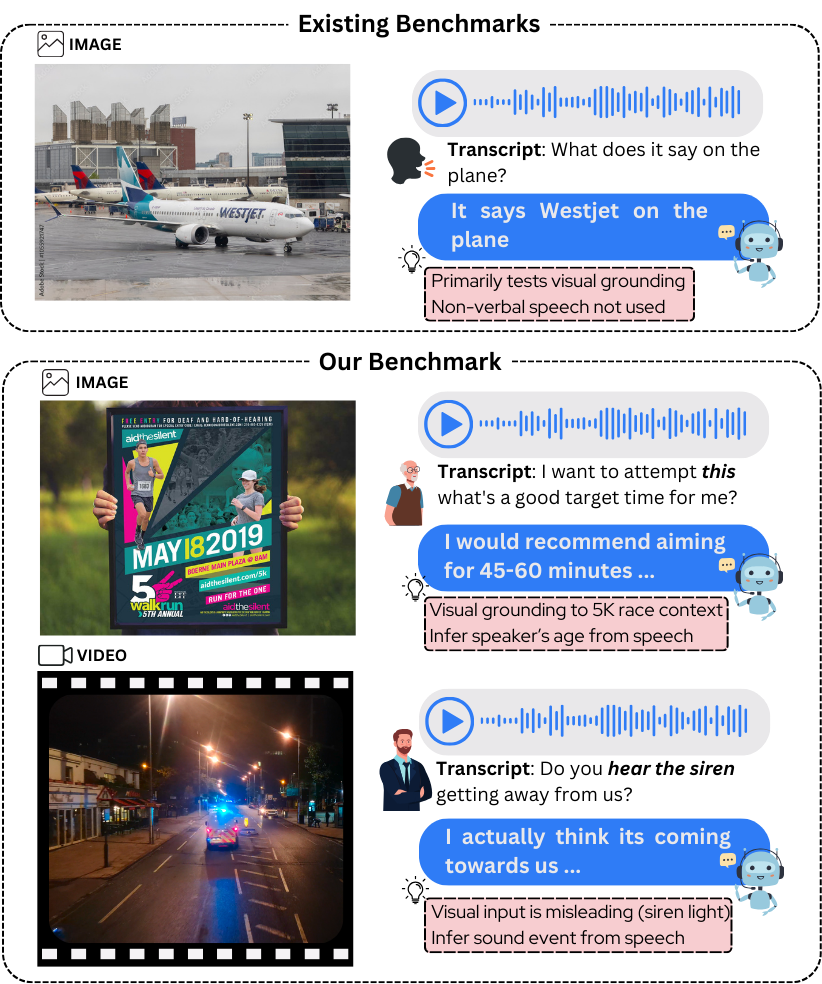 Existing Benchmarks
IMAGE
WESTJET
Adobe Stock | #1159931747
Transcript: What does it say on the
plane?
It says Westjet on the
plane
Primarily tests visual grounding
Non-verbal speech not used
Our Benchmark
IMAGE
FREE ENTRY FOR DEAF AND HARD-OF-HEARING
aidthesilent
MAY 18 2019
BOERNE MAIN PLAZA @ 8AM
aidthesilent.com/5k
RUN FOR THE ONE
5K
walkrun
5TH ANNUAL
aidthesilent
Transcript: I want to attempt this
what's a good target time for me?
I would recommend aiming
for 45-60 minutes ...
Visual grounding to 5K race context
Infer speaker's age from speech
VIDEO
Transcript: Do you hear the siren
getting away from us?
I actually think its coming
towards us ...
Visual input is misleading (siren light)
Infer sound event from speech